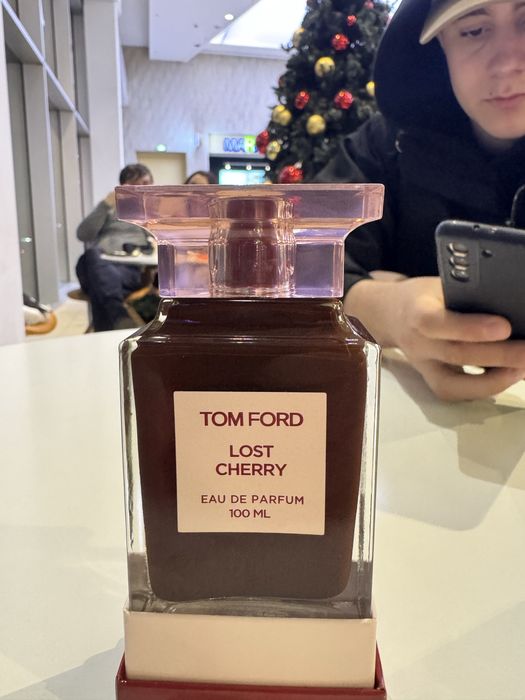 TOM FORD
LOST
CHERRY
EAU DE PARFUM
100 ML